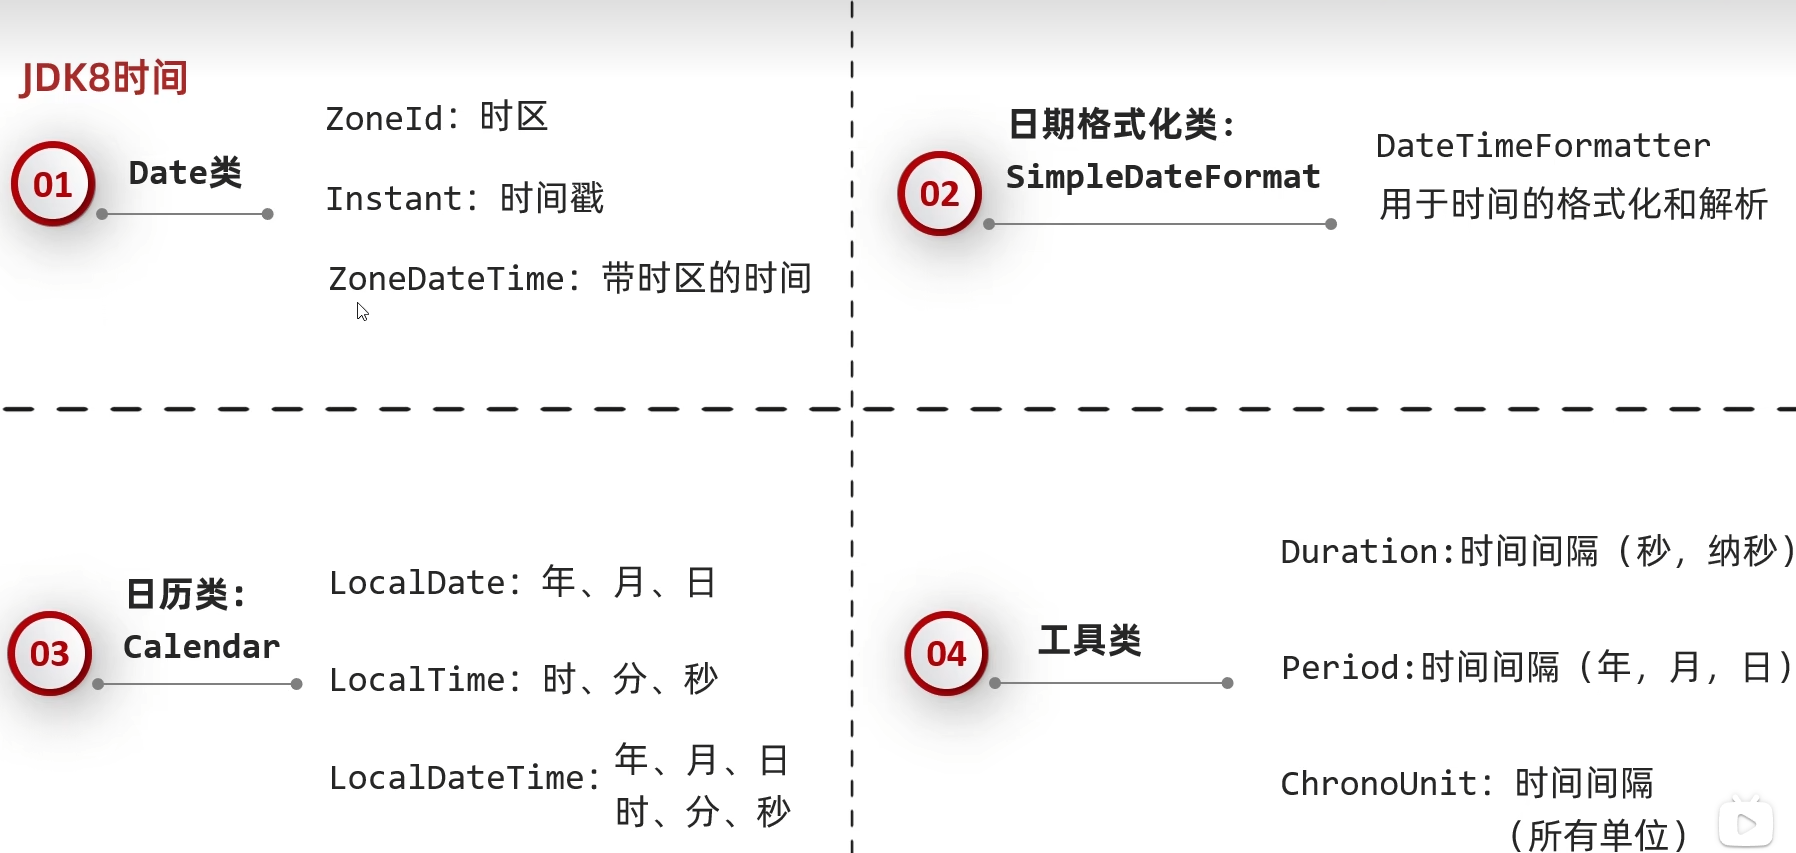 JDK8时间
01
Date类
ZoneId：时区
Instant：时间戳
ZoneDateTime：带时区的时间
02
日期格式化类：
SimpleDateFormat
DateTimeFormatter
用于时间的格式化和解析
03
日历类：
Calendar
LocalDate：年、月、日
LocalTime：时、分、秒
LocalDateTime：年、月、日
时、分、秒
04
工具类
Duration:时间间隔（秒，纳秒）
Period:时间间隔（年，月，日）
ChronoUnit：时间间隔
（所有单位）